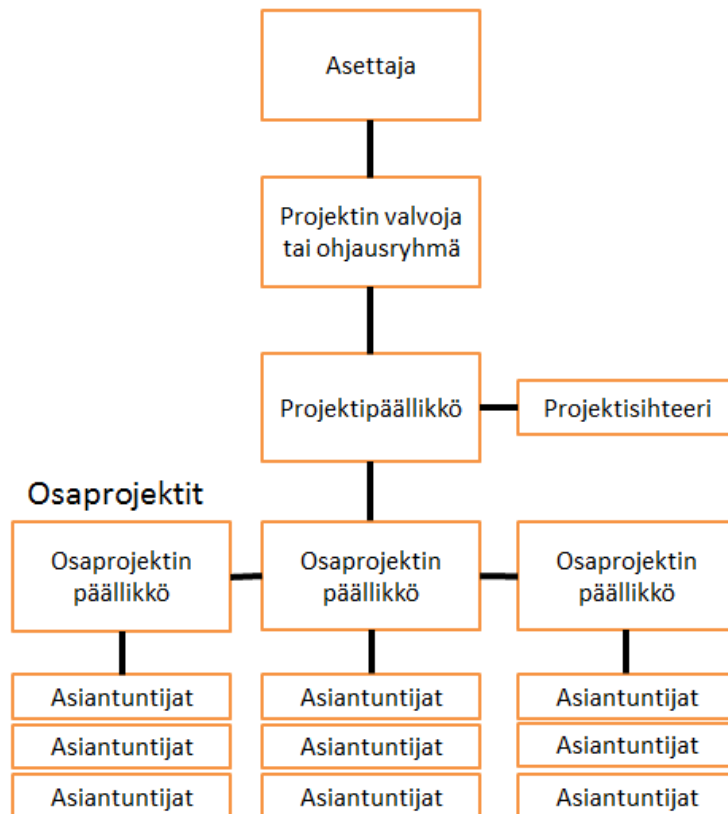 Asettaja
Projektin valvoja
tai ohjausryhmä
Projektipäällikkö
Projektisihteeri
Osaprojektit
Osaprojektin
päällikkö
Osaprojektin
päällikkö
Osaprojektin
päällikkö
Asiantuntijat
Asiantuntijat
Asiantuntijat
Asiantuntijat
Asiantuntijat
Asiantuntijat
Asiantuntijat
Asiantuntijat
Asiantuntijat